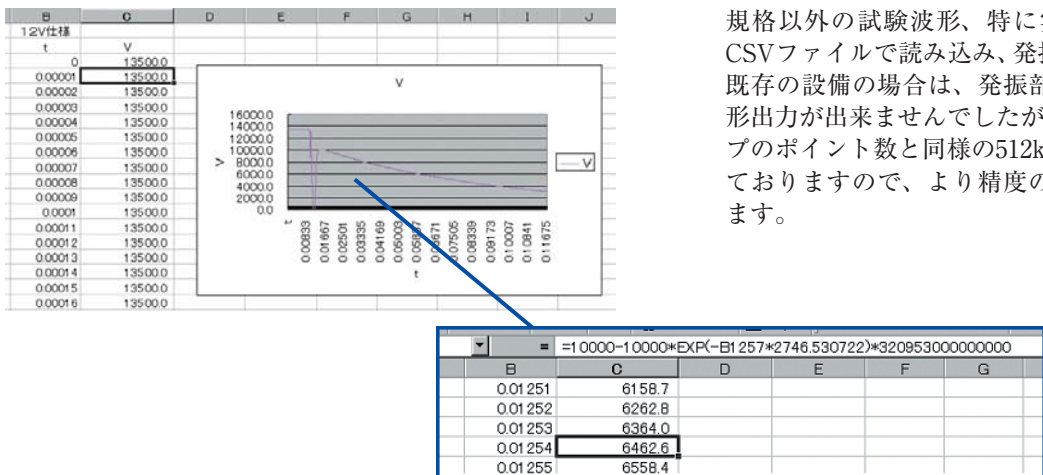 B C D E F G H I J
12V仕様
t V
0 13500.0
0.00001 13500.0
0.00002 13500.0
0.00003 13500.0
0.00004 13500.0
0.00005 13500.0
0.00006 13500.0
0.00007 13500.0
0.00008 13500.0
0.00009 13500.0
0.0001 13500.0
0.00011 13500.0
0.00012 13500.0
0.00013 13500.0
0.00014 13500.0
0.00015 13500.0
0.00016 13500.0
V
16000.0
14000.0
12000.0
10000.0
8000.0
6000.0
4000.0
2000.0
0.0
V
V
t 0.00833 0.01667 0.02501 0.03335 0.04169 0.05003 0.07505 0.08339 0.09173 0.10007 0.10841 0.11675
t
規格以外の試験波形、特に
CSVファイルで読み込み、発
既存の設備の場合は、発振部
形出力が出来ませんでしたが
プのポイント数と同様の512k
ておりますので、より精度の
ます。
= =10000-10000*EXP(-B1257*2746.530722)*320953000000000
B C D E F G
0.01251 6158.7
0.01252 6262.8
0.01253 6364.0
0.01254 6462.6
0.01255 6558.4